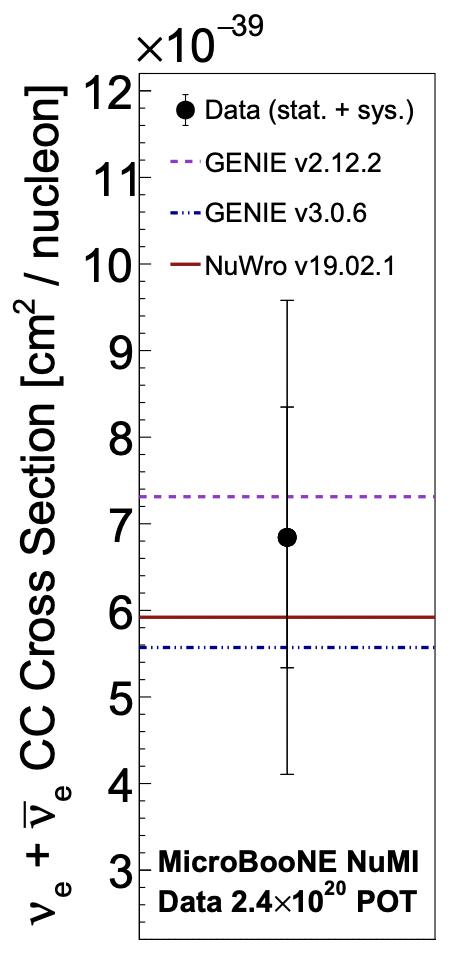 ×10⁻³⁹
νₑ + ν̅ₑ CC Cross Section [cm² / nucleon]
12
11
10
9
8
7
6
5
4
3
Data (stat. + sys.)
GENIE v2.12.2
GENIE v3.0.6
NuWro v19.02.1
MicroBooNE NuMI
Data 2.4×10²⁰ POT